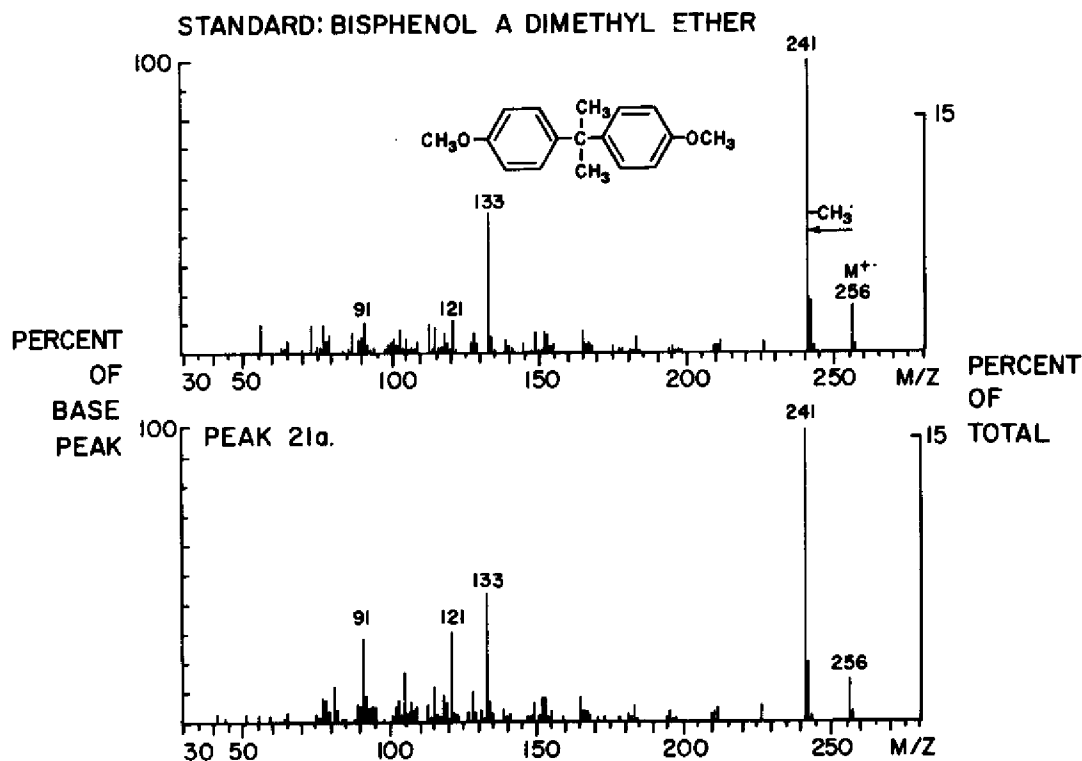 STANDARD: BISPHENOL A DIMETHYL ETHER
241
100
15
CH3O
CH3
C
CH3
OCH3
133
-CH3·
M+·
256
91
121
30 50 100 150 200 250 M/Z
PERCENT
OF
BASE
PEAK
PERCENT
OF
TOTAL
100
PEAK 21a.
241
15
133
91
121
256
30 50 100 150 200 250 M/Z